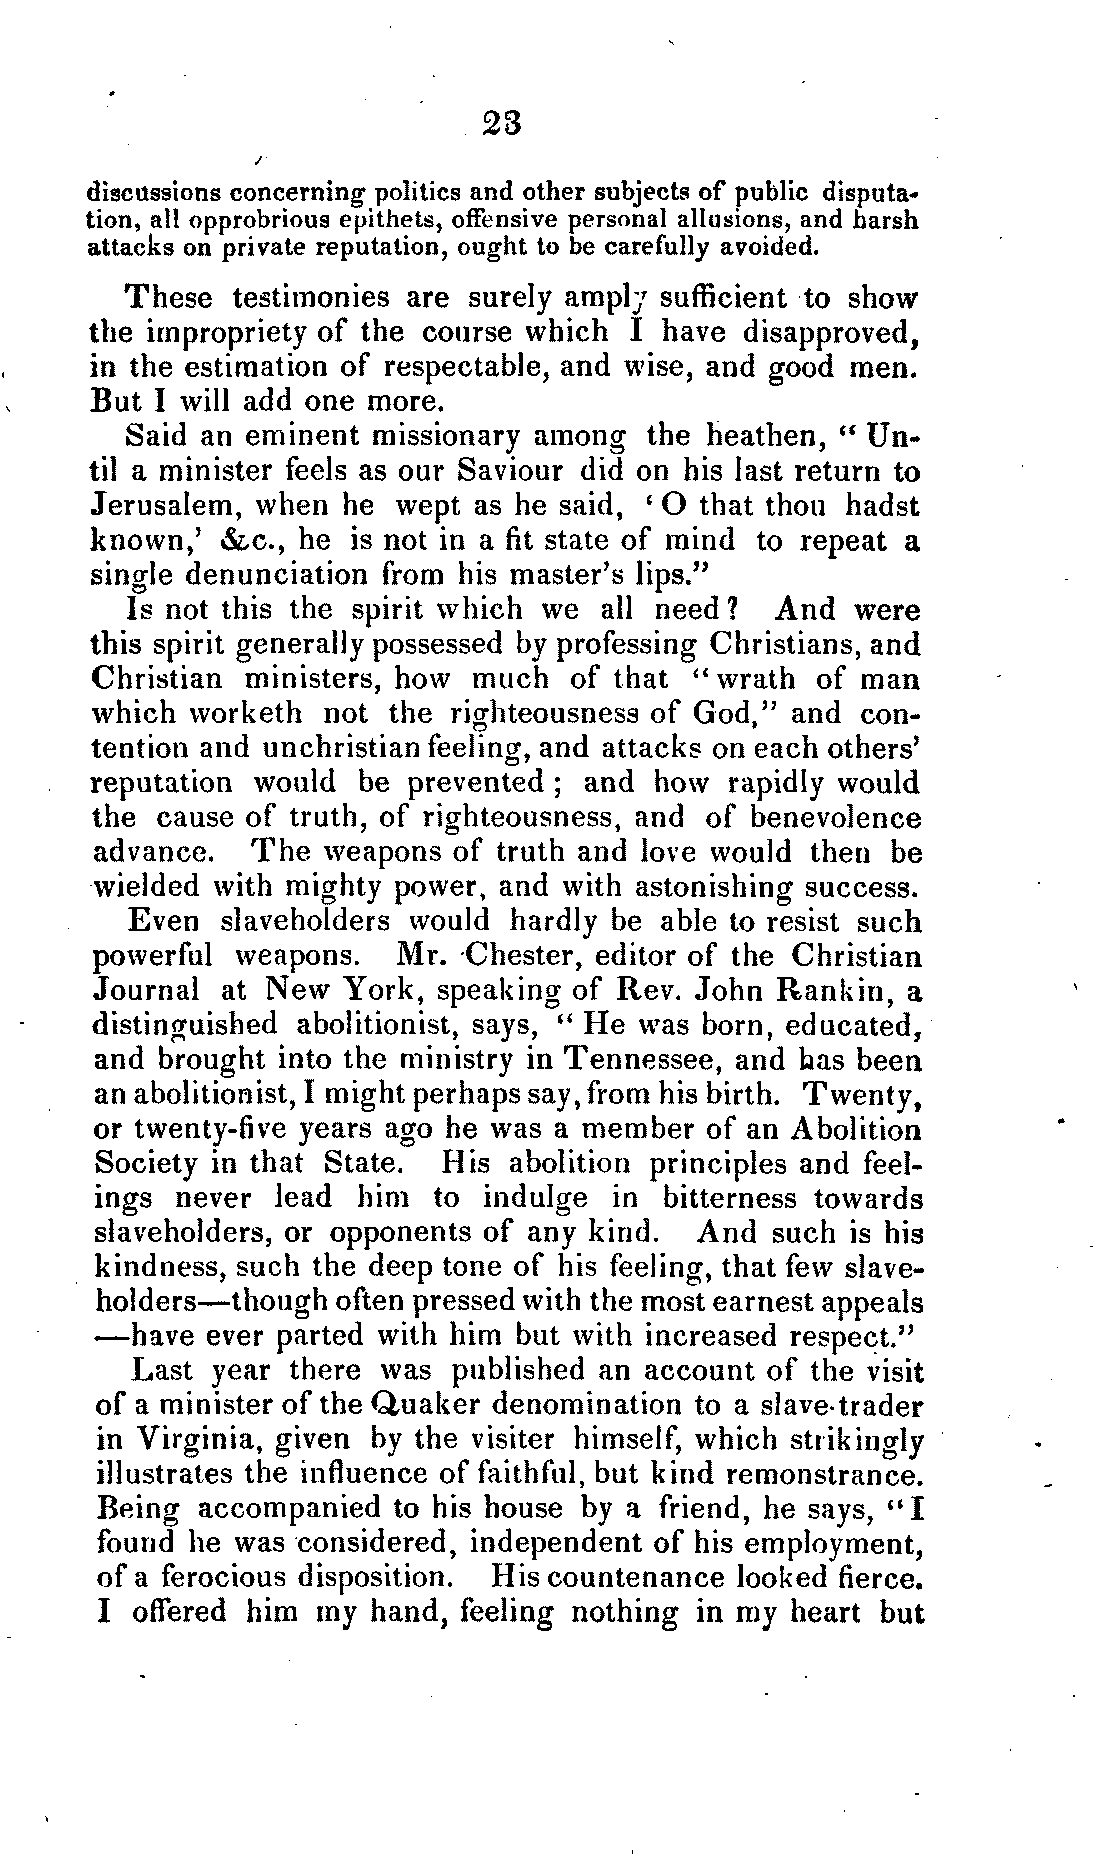 23
discussions concerning politics and other subjects of public disputa-
tion, all opprobrious epithets, offensive personal allusions, and harsh
attacks on private reputation, ought to be carefully avoided.
These testimonies are surely amply sufficient to show
the impropriety of the course which I have disapproved,
in the estimation of respectable, and wise, and good men.
But I will add one more.
Said an eminent missionary among the heathen, " Un-
til a minister feels as our Saviour did on his last return to
Jerusalem, when he wept as he said, ' O that thou hadst
known,' &c., he is not in a fit state of mind to repeat a
single denunciation from his master's lips."
Is not this the spirit which we all need? And were
this spirit generally possessed by professing Christians, and
Christian ministers, how much of that " wrath of man
which worketh not the righteousness of God," and con-
tention and unchristian feeling, and attacks on each others'
reputation would be prevented ; and how rapidly would
the cause of truth, of righteousness, and of benevolence
advance. The weapons of truth and love would then be
wielded with mighty power, and with astonishing success.
Even slaveholders would hardly be able to resist such
powerful weapons. Mr. Chester, editor of the Christian
Journal at New York, speaking of Rev. John Rankin, a
distinguished abolitionist, says, " He was born, educated,
and brought into the ministry in Tennessee, and has been
an abolitionist, I might perhaps say, from his birth. Twenty,
or twenty-five years ago he was a member of an Abolition
Society in that State. His abolition principles and feel-
ings never lead him to indulge in bitterness towards
slaveholders, or opponents of any kind. And such is his
kindness, such the deep tone of his feeling, that few slave-
holders—though often pressed with the most earnest appeals
—have ever parted with him but with increased respect."
Last year there was published an account of the visit
of a minister of the Quaker denomination to a slave-trader
in Virginia, given by the visiter himself, which strikingly
illustrates the influence of faithful, but kind remonstrance.
Being accompanied to his house by a friend, he says, "I
found he was considered, independent of his employment,
of a ferocious disposition. His countenance looked fierce.
I offered him my hand, feeling nothing in my heart but